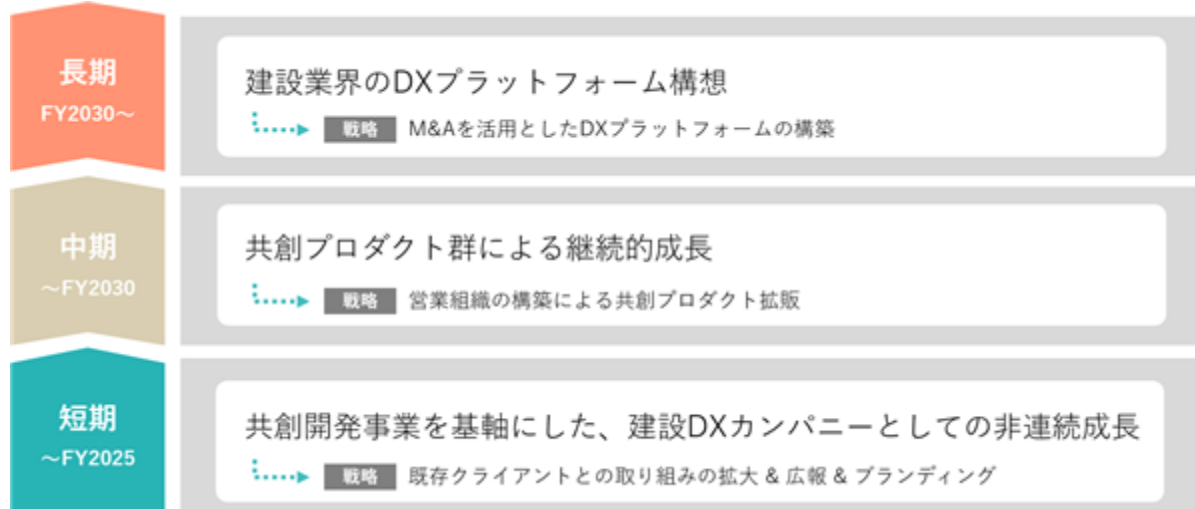 長期
FY2030～
建設業界のDXプラットフォーム構想
戦略 M&Aを活用としたDXプラットフォームの構築
中期
～FY2030
共創プロダクト群による継続的成長
戦略 営業組織の構築による共創プロダクト拡販
短期
～FY2025
共創開発事業を基軸にした、建設DXカンパニーとしての非連続成長
戦略 既存クライアントとの取り組みの拡大 & 広報 & ブランディング